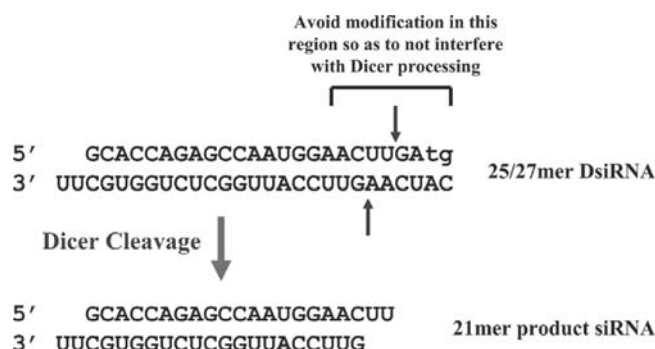 Avoid modification in this
region so as to not interfere
with Dicer processing
5′ GCACCAGAGCCAAUGGAACUUGAtg
3′ UUCGUGGUCUCGGUUACCUUGAACUAC
25/27mer DsiRNA
Dicer Cleavage
5′ GCACCAGAGCCAAUGGAACUU
3′ UUCGUGGUCUCGGUUACCUUG
21mer product siRNA